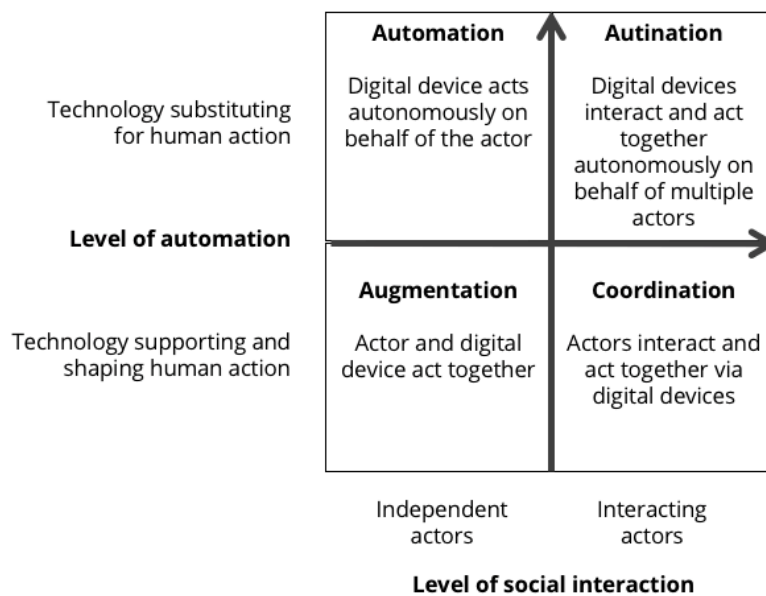 Automation
Autination
Technology substituting
for human action
Digital device acts
autonomously on
behalf of the actor
Digital devices
interact and act
together
autonomously on
behalf of multiple
actors
Level of automation
Augmentation
Coordination
Technology supporting and
shaping human action
Actor and digital
device act together
Actors interact and
act together via
digital devices
Independent
actors
Interacting
actors
Level of social interaction